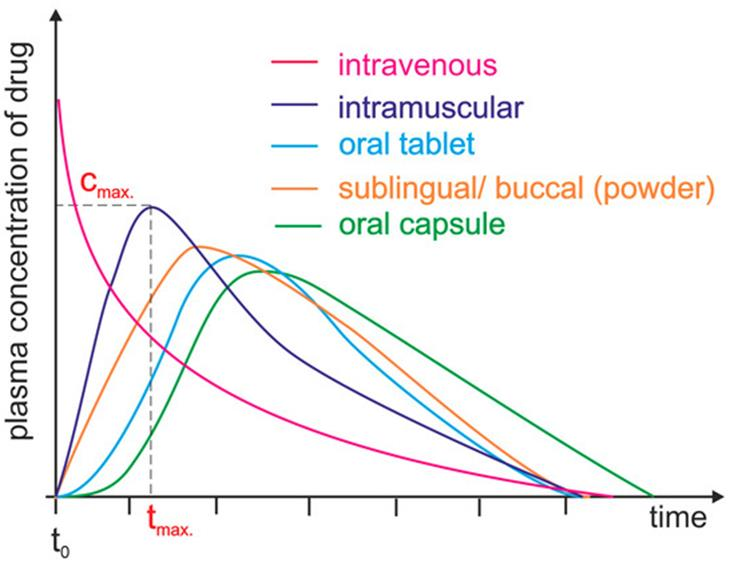 plasma concentration of drug
intravenous
intramuscular
oral tablet
sublingual/ buccal (powder)
oral capsule
cmax.
tmax.
time
t0